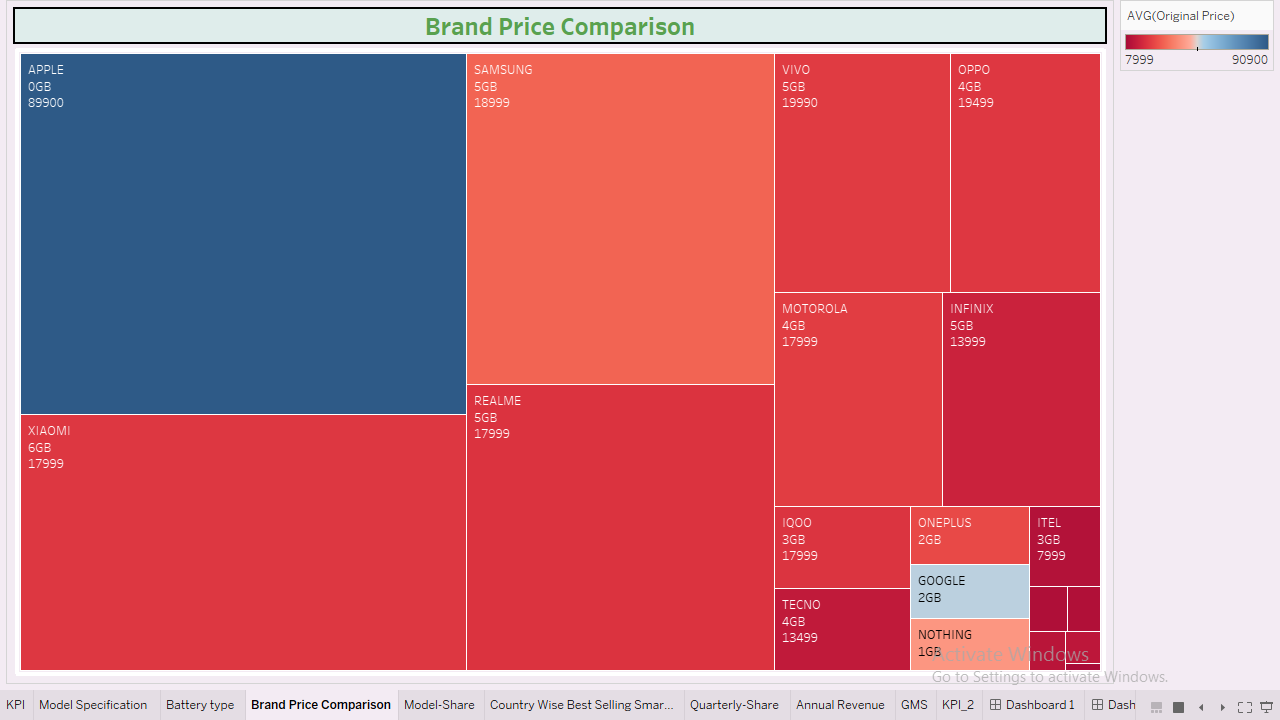 Brand Price Comparison
AVG(Original Price)
7999 90900
APPLE
0GB
89900
SAMSUNG
5GB
18999
VIVO
5GB
19990
OPPO
4GB
19499
MOTOROLA
4GB
17999
INFINIX
5GB
13999
XIAOMI
6GB
17999
REALME
5GB
17999
IQOO
3GB
17999
ONEPLUS
2GB
ITEL
3GB
7999
GOOGLE
2GB
TECNO
4GB
13499
NOTHING
1GB
Activate Windows
Go to Settings to activate Windows.
KPI Model Specification Battery type Brand Price Comparison Model-Share Country Wise Best Selling Smar... Quarterly-Share Annual Revenue GMS KPI_2 Dashboard 1 Dash